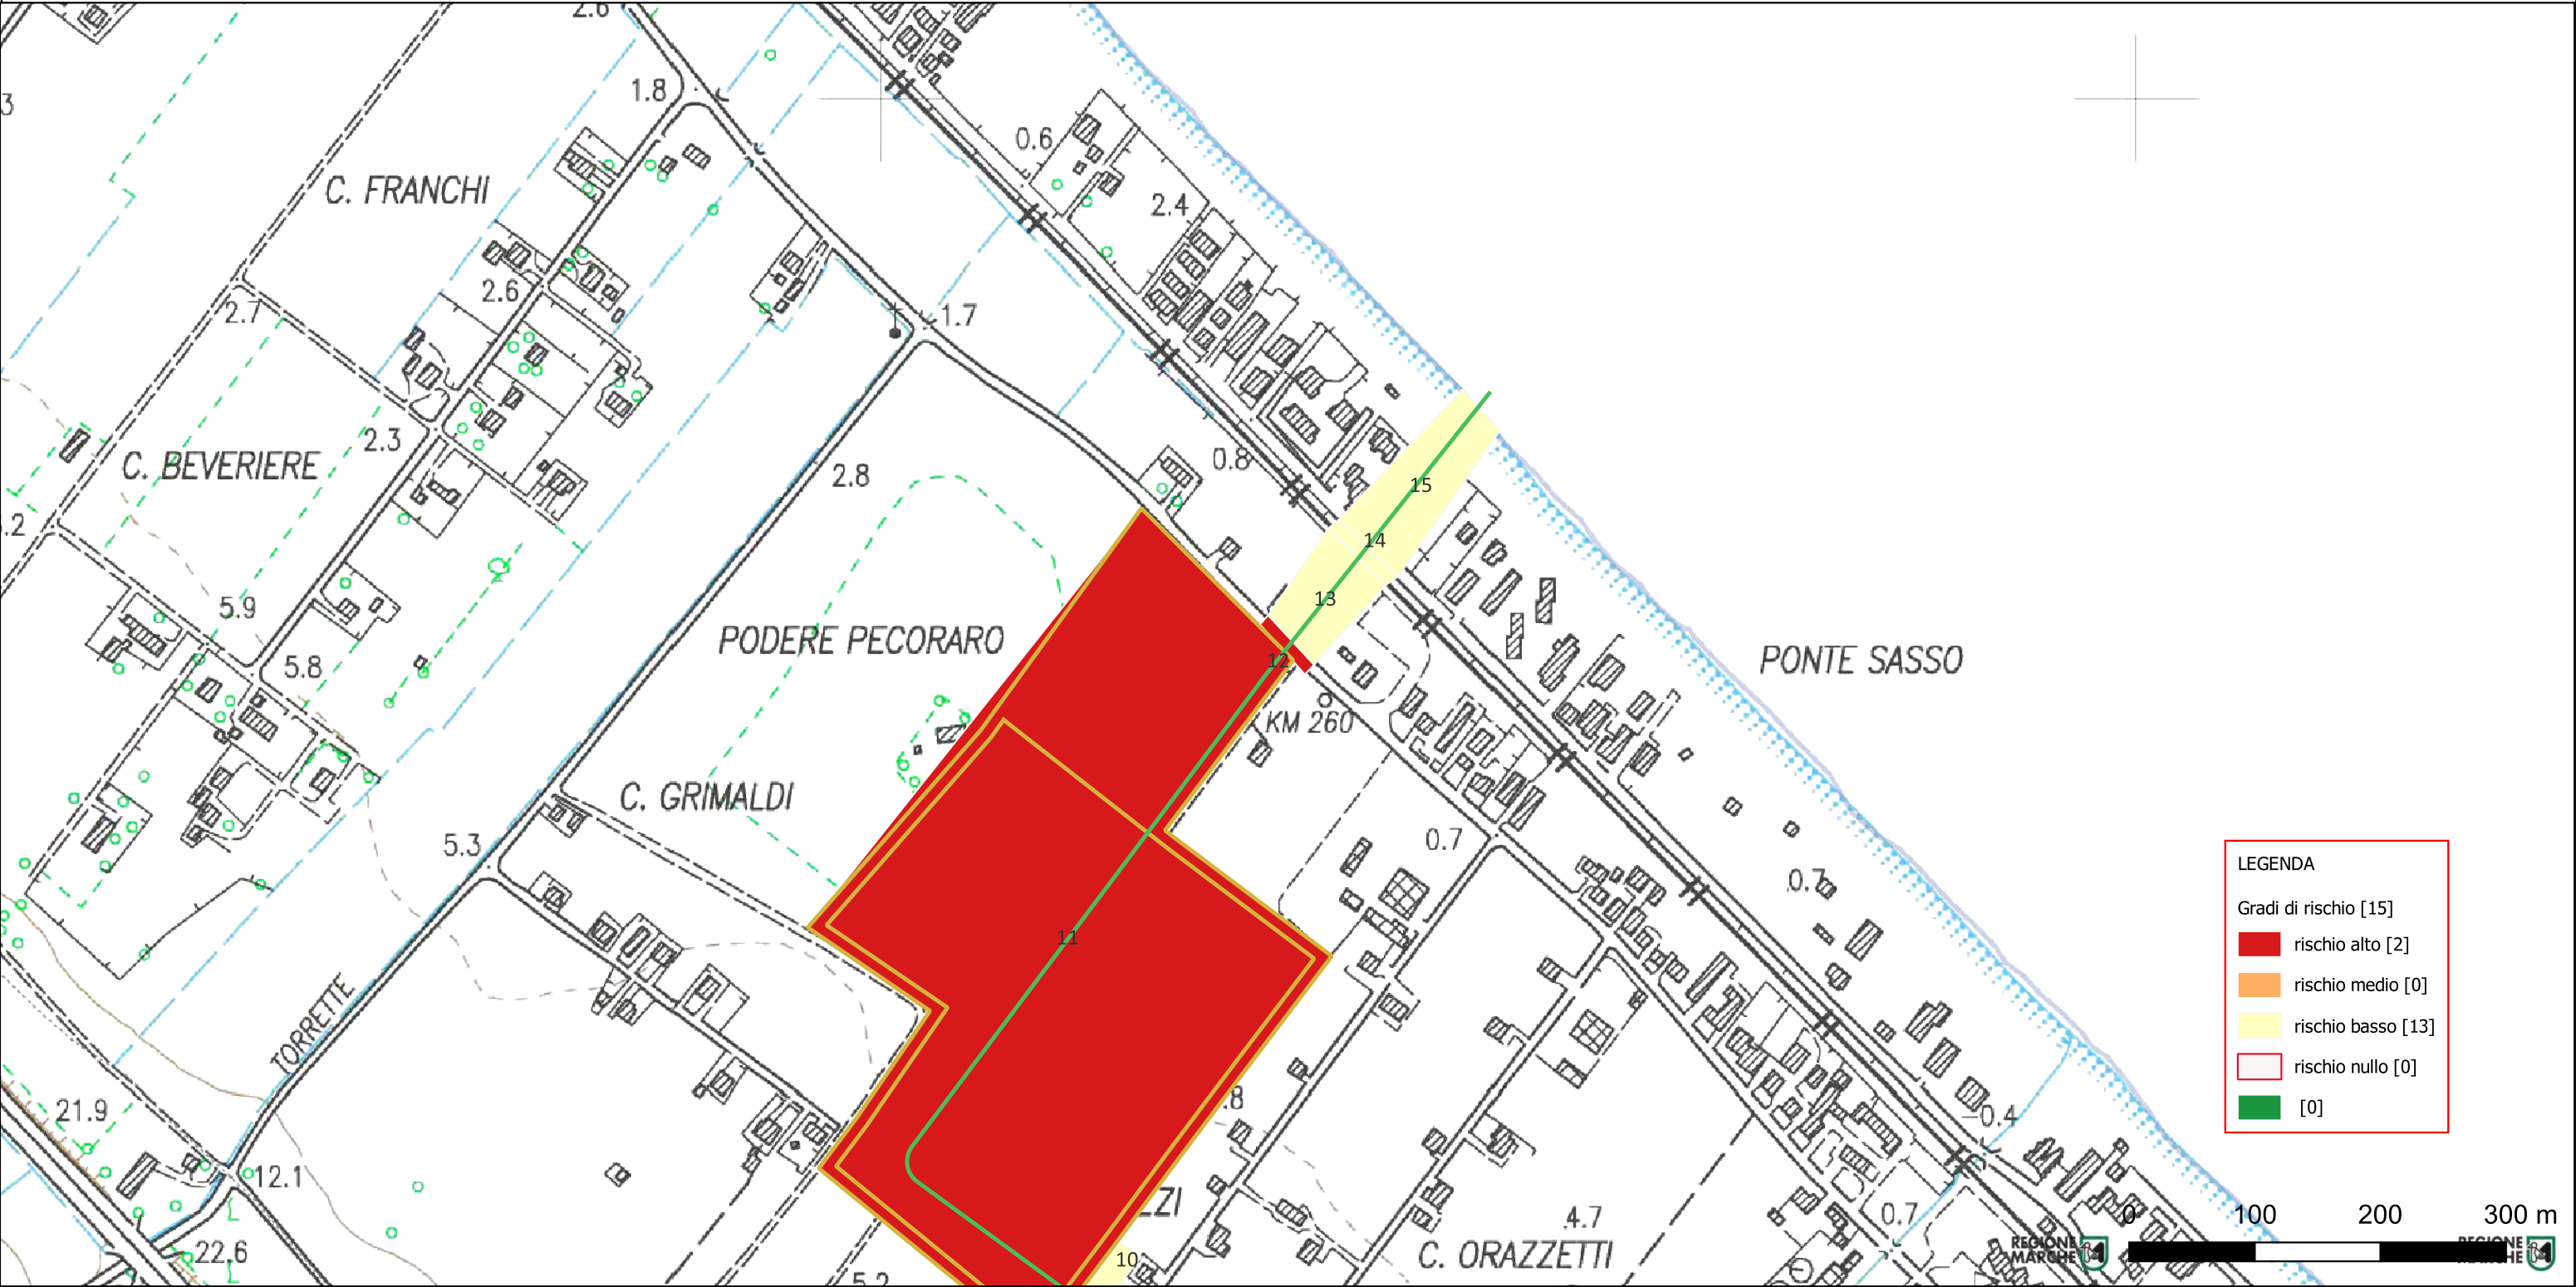 2.6
1.8
3
0.6
C. FRANCHI
2.4
2.6
2.7
1.7
2.3
C. BEVERIERE
0.8
2.8
15
.2
14
5.9
13
PODERE PECORARO
5.8
12
PONTE SASSO
KM 260
C. GRIMALDI
5.3
0.7
0.7
11
TORRETTE
21.9
.8
0.4
12.1
ZZI
4.7
0.7
22.6
C. ORAZZETTI
10
5.2
LEGENDA
Gradi di rischio [15]
rischio alto [2]
rischio medio [0]
rischio basso [13]
rischio nullo [0]
[0]
0 100 200 300 m
REGIONE
MARCHE
REGIONE
HE